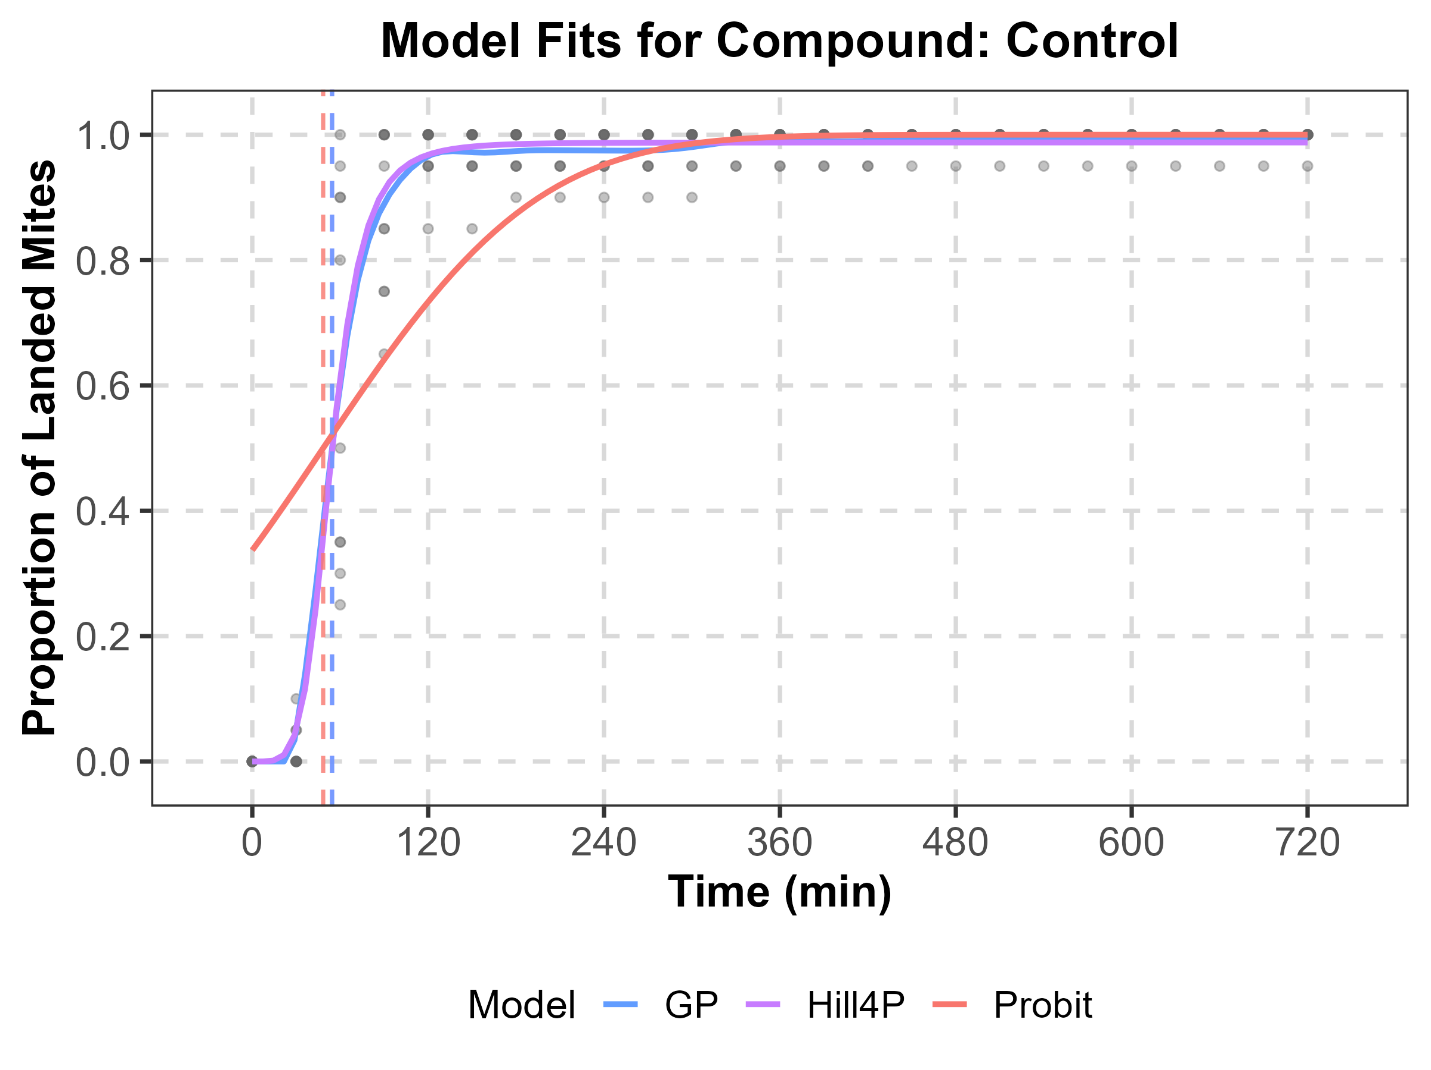 Model Fits for Compound: Control
Proportion of Landed Mites
1.0
0.8
0.6
0.4
0.2
0.0
0 120 240 360 480 600 720
Time (min)
Model GP Hill4P Probit